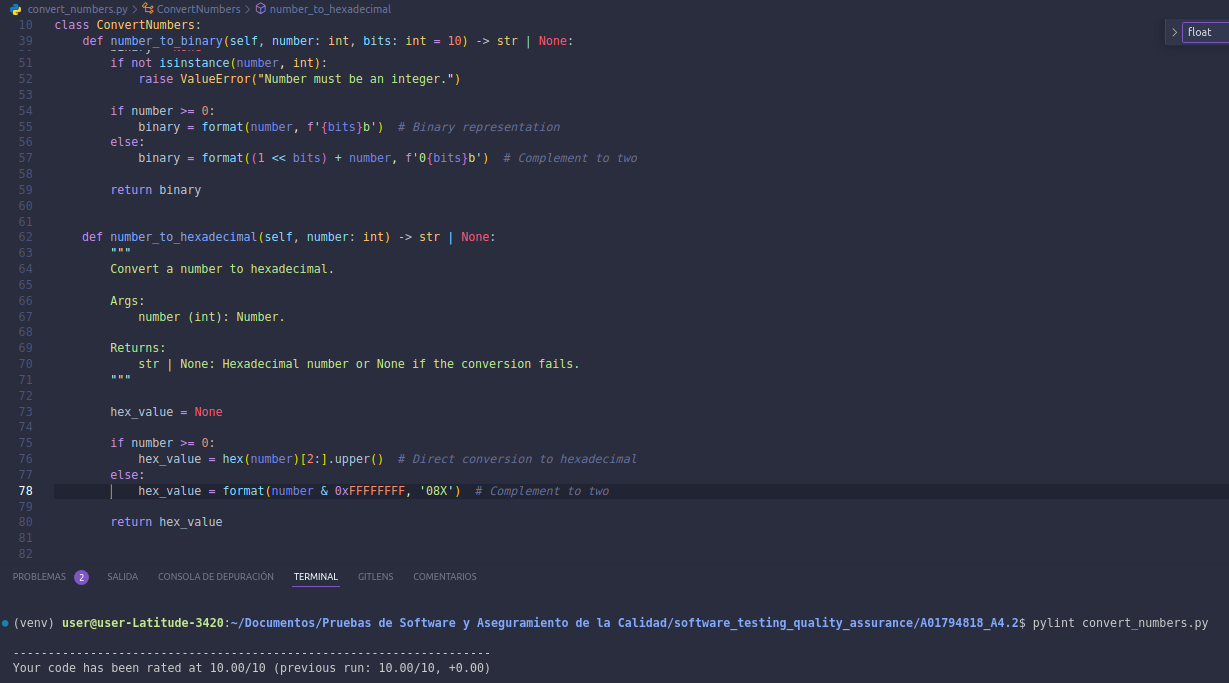 convert_numbers.py > ConvertNumbers > number_to_hexadecimal
10 class ConvertNumbers:
39 def number_to_binary(self, number: int, bits: int = 10) -> str | None:
51 if not isinstance(number, int):
52 raise ValueError("Number must be an integer.")
53
54 if number >= 0:
55 binary = format(number, f'{bits}b') # Binary representation
56 else:
57 binary = format((1 << bits) + number, f'0{bits}b') # Complement to two
58
59 return binary
60
61
62 def number_to_hexadecimal(self, number: int) -> str | None:
63 """
64 Convert a number to hexadecimal.
65
66 Args:
67 number (int): Number.
68
69 Returns:
70 str | None: Hexadecimal number or None if the conversion fails.
71 """
72
73 hex_value = None
74
75 if number >= 0:
76 hex_value = hex(number)[2:].upper() # Direct conversion to hexadecimal
77 else:
78 hex_value = format(number & 0xFFFFFFFF, '08X') # Complement to two
79
80 return hex_value
81
82
> float
PROBLEMAS 2 SALIDA CONSOLA DE DEPURACIÓN TERMINAL GITLENS COMENTARIOS
(venv) user@user-Latitude-3420:~/Documentos/Pruebas de Software y Aseguramiento de la Calidad/software_testing_quality_assurance/A01794818_A4.2$ pylint convert_numbers.py
--------------------------------------------------------------------
Your code has been rated at 10.00/10 (previous run: 10.00/10, +0.00)